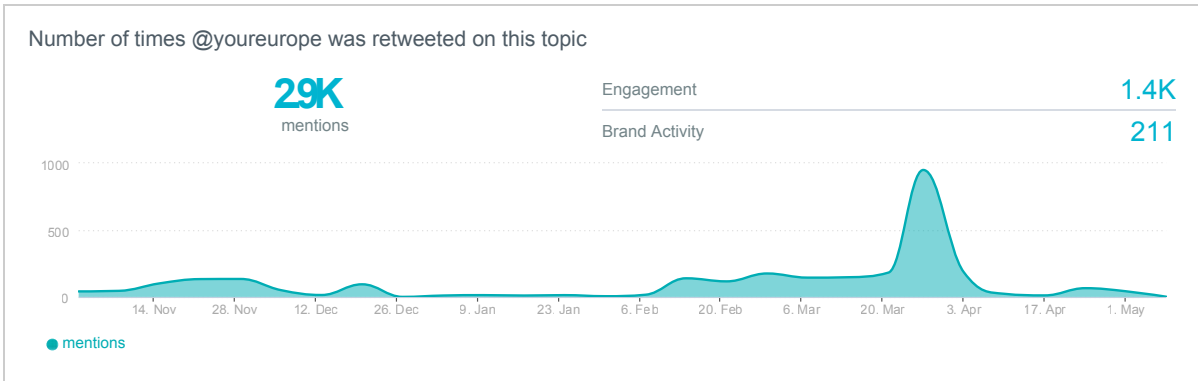 Number of times @youreurope was retweeted on this topic
2.9K
mentions
Engagement 1.4K
Brand Activity 211
1000
500
0
14. Nov 28. Nov 12. Dec 26. Dec 9. Jan 23. Jan 6. Feb 20. Feb 6. Mar 20. Mar 3. Apr 17. Apr 1. May
mentions